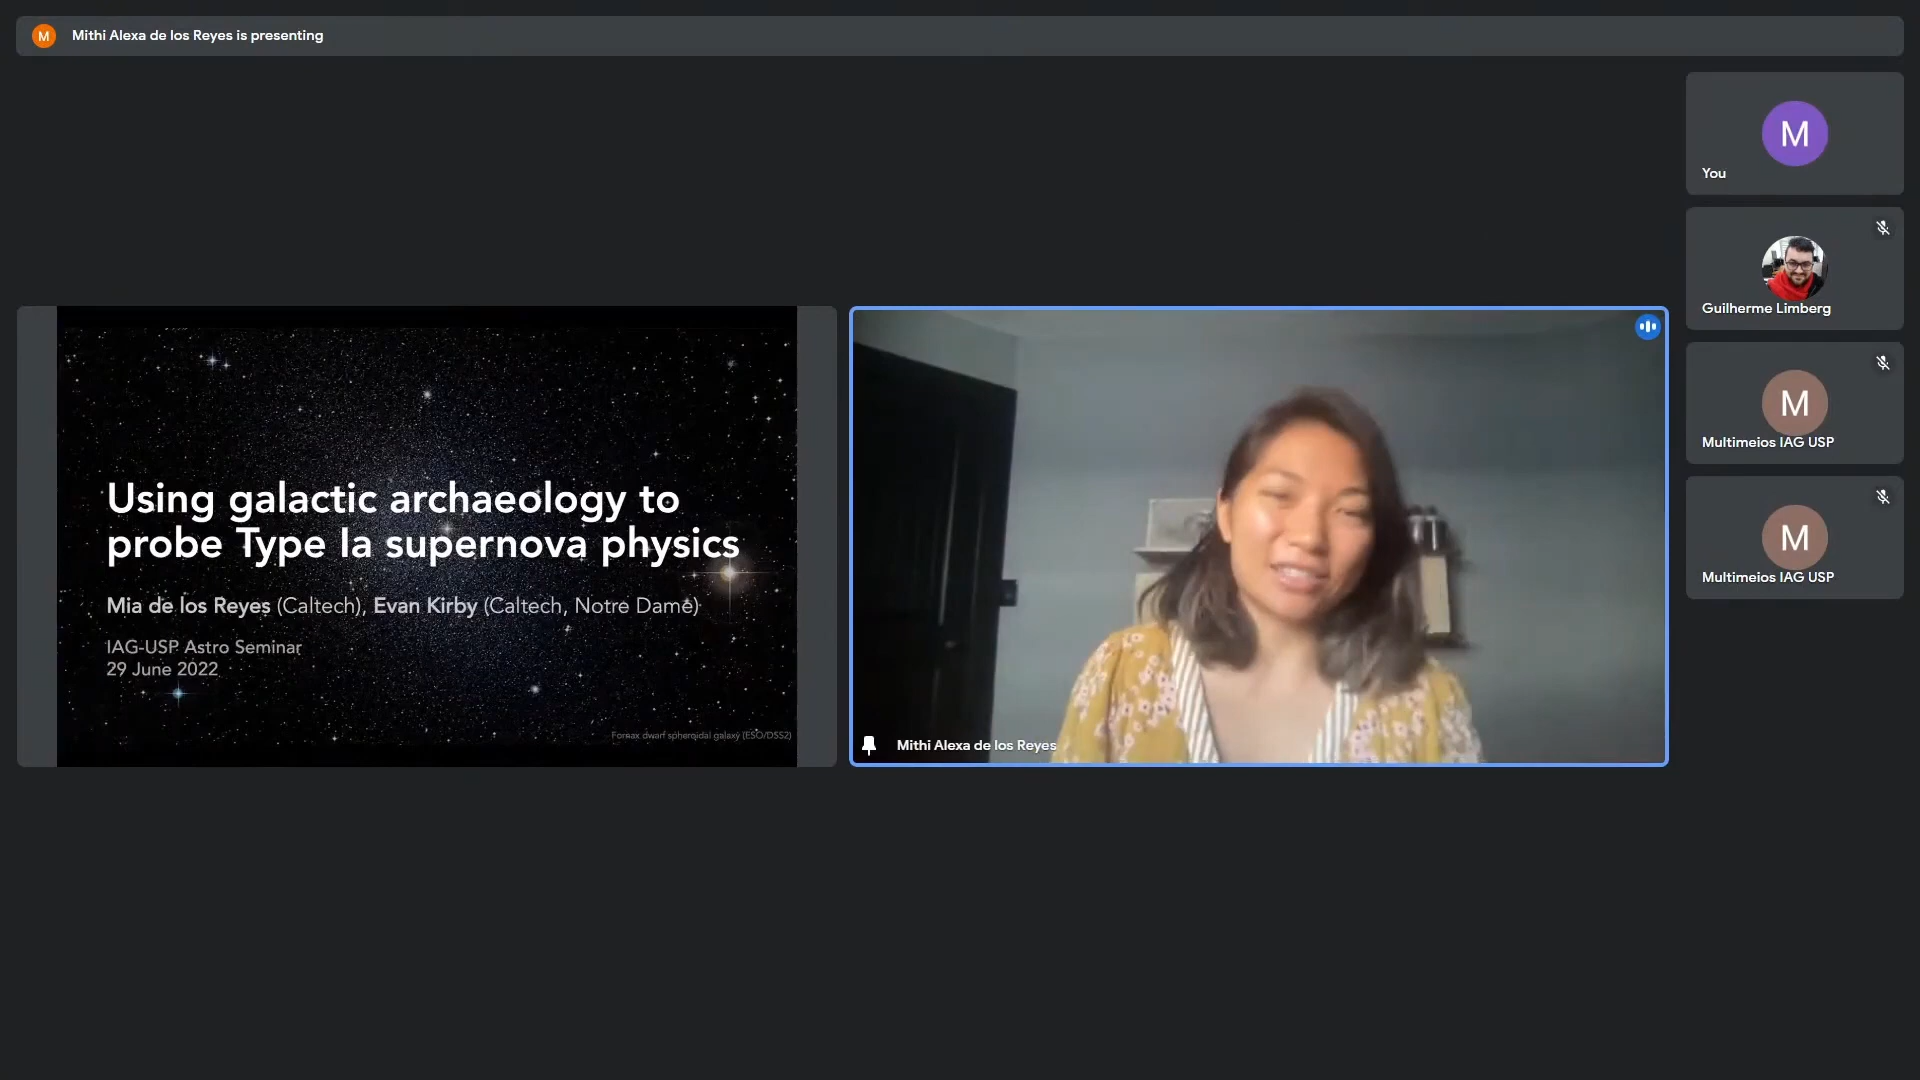 M
Mithi Alexa de los Reyes is presenting
Using galactic archaeology to
probe Type Ia supernova physics
Mia de los Reyes (Caltech), Evan Kirby (Caltech, Notre Dame)
IAG-USP Astro Seminar
29 June 2022
Fornax dwarf spheroidal galaxy (ESO/DSS2)
Mithi Alexa de los Reyes
M
You
Guilherme Limberg
M
Multimeios IAG USP
M
Multimeios IAG USP